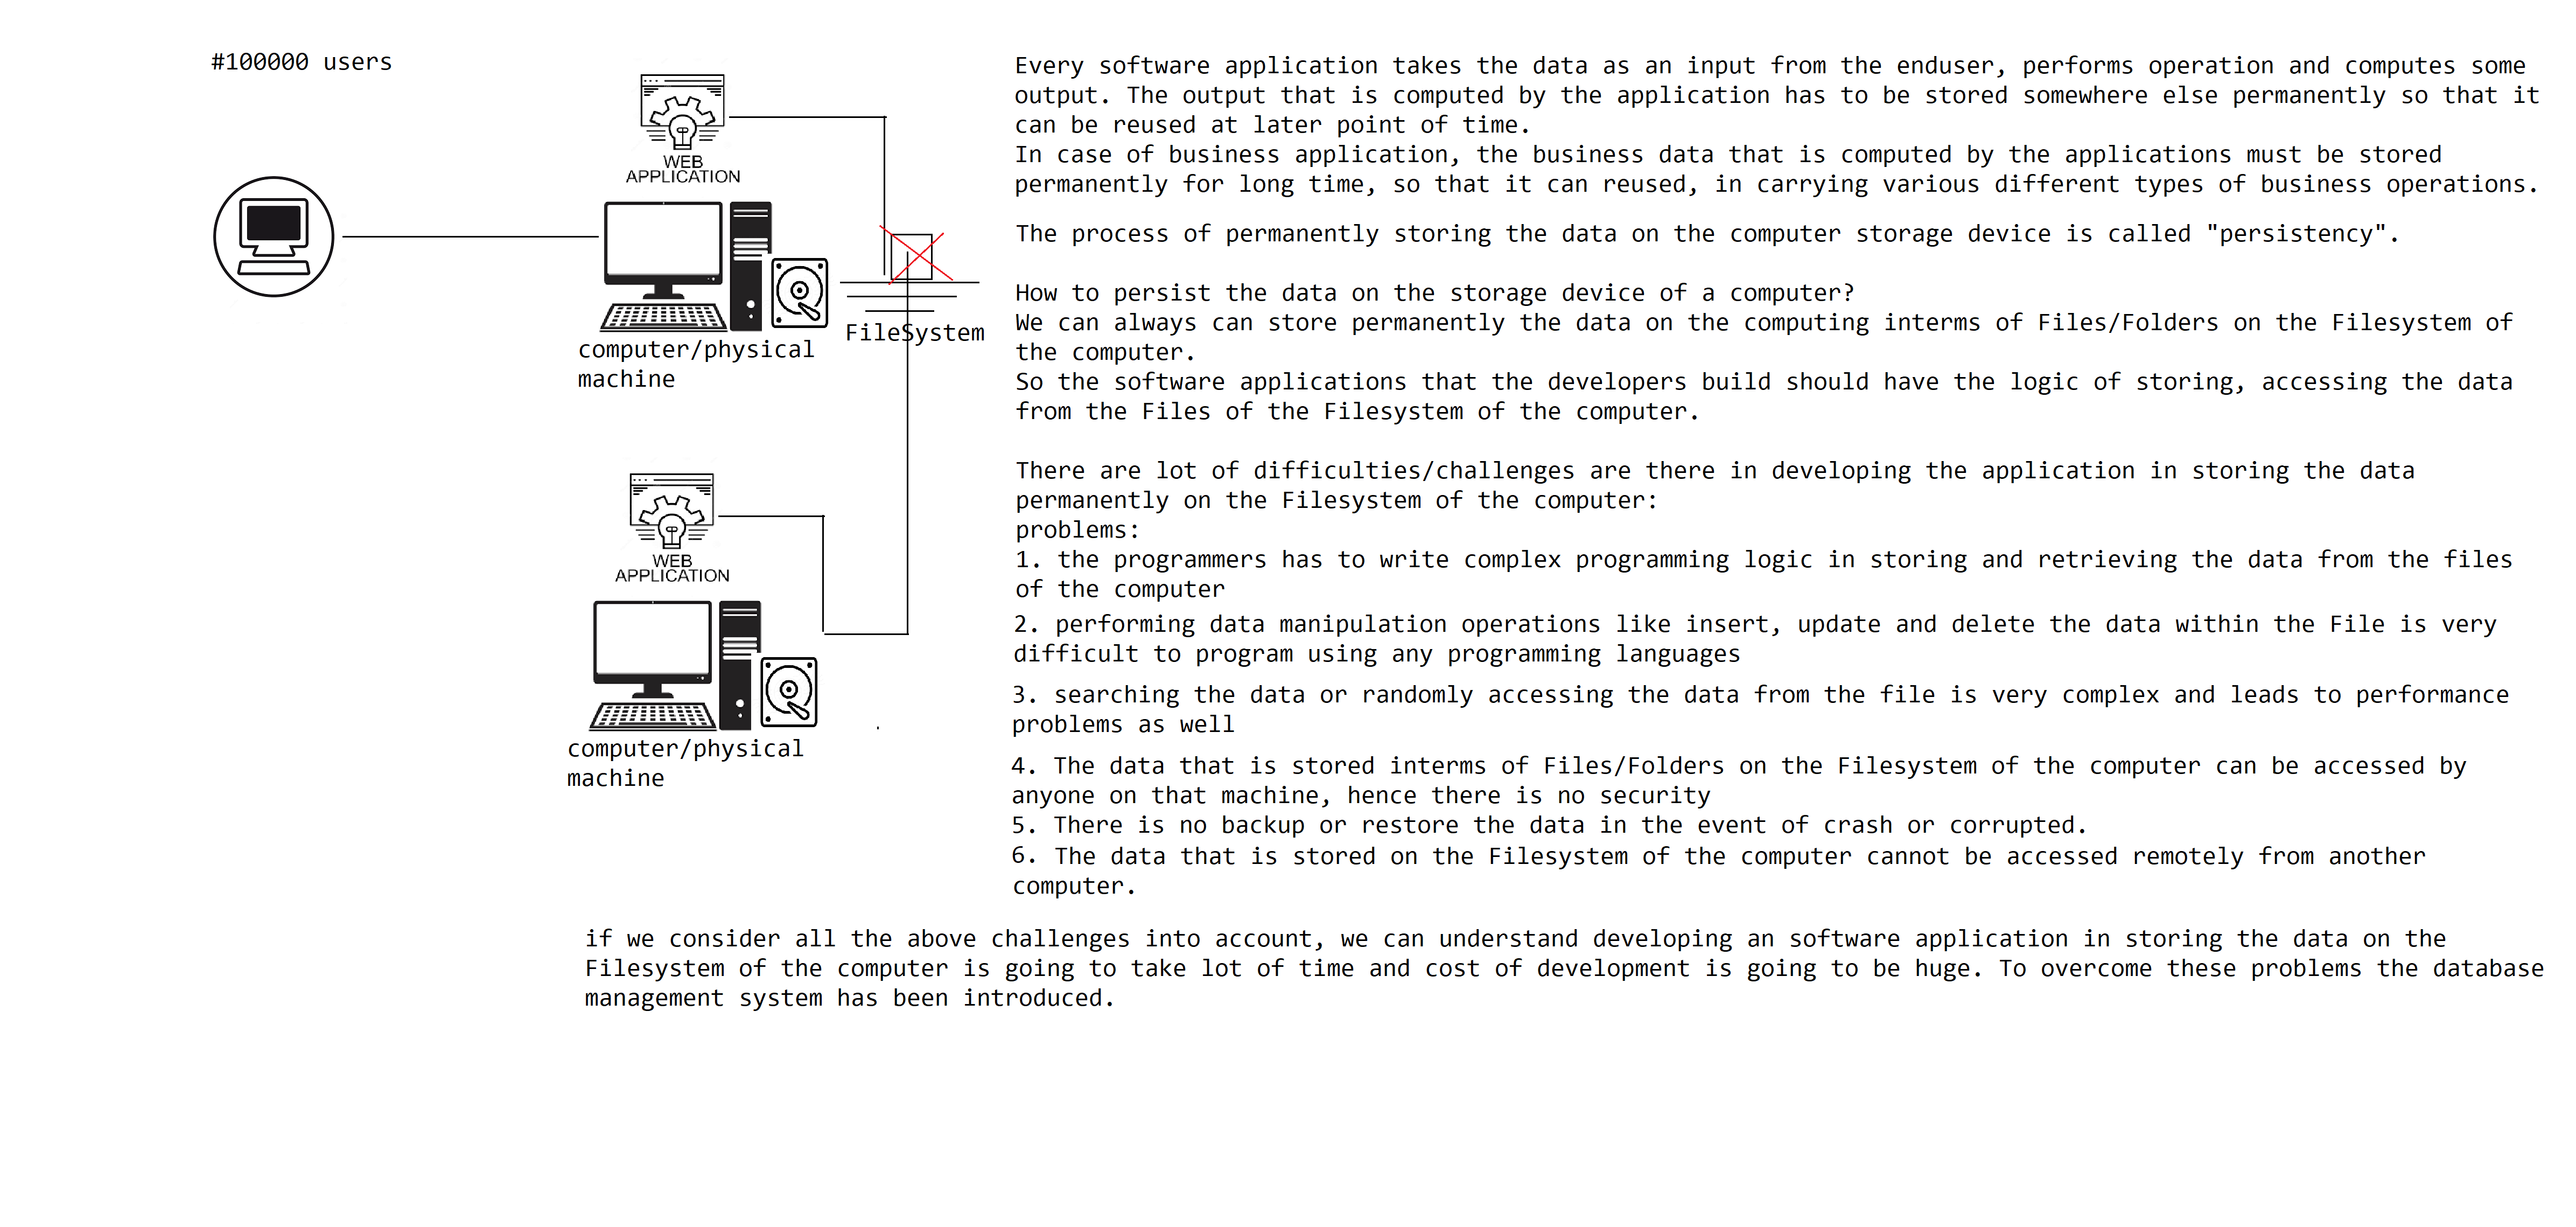 #100000 users
WEB
APPLICATION
computer/physical
machine
FileSystem
WEB
APPLICATION
computer/physical
machine
Every software application takes the data as an input from the enduser, performs operation and computes some
output. The output that is computed by the application has to be stored somewhere else permanently so that it
can be reused at later point of time.
In case of business application, the business data that is computed by the applications must be stored
permanently for long time, so that it can reused, in carrying various different types of business operations.
The process of permanently storing the data on the computer storage device is called "persistency".
How to persist the data on the storage device of a computer?
We can always can store permanently the data on the computing interms of Files/Folders on the Filesystem of
the computer.
So the software applications that the developers build should have the logic of storing, accessing the data
from the Files of the Filesystem of the computer.
There are lot of difficulties/challenges are there in developing the application in storing the data
permanently on the Filesystem of the computer:
problems:
1. the programmers has to write complex programming logic in storing and retrieving the data from the files
of the computer
2. performing data manipulation operations like insert, update and delete the data within the File is very
difficult to program using any programming languages
3. searching the data or randomly accessing the data from the file is very complex and leads to performance
problems as well
4. The data that is stored interms of Files/Folders on the Filesystem of the computer can be accessed by
anyone on that machine, hence there is no security
5. There is no backup or restore the data in the event of crash or corrupted.
6. The data that is stored on the Filesystem of the computer cannot be accessed remotely from another
computer.
if we consider all the above challenges into account, we can understand developing an software application in storing the data on the
Filesystem of the computer is going to take lot of time and cost of development is going to be huge. To overcome these problems the database
management system has been introduced.